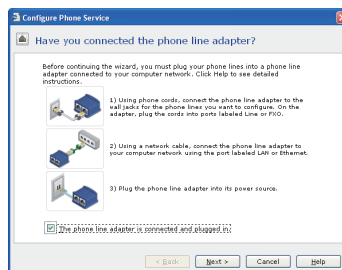 Configure Phone Service
Have you connected the phone line adapter?
Before continuing the wizard, you must plug your phone lines into a phone line
adapter connected to your computer network. Click Help to see detailed
instructions.
1) Using phone cords, connect the phone line adapter to the
wall jacks for the phone lines you want to configure. On the
adapter, plug the cords into ports labeled Line or FXO.
2) Using a network cable, connect the phone line adapter to
your computer network using the port labeled LAN or Ethernet.
3) Plug the phone line adapter into its power source.
The phone line adapter is connected and plugged in.
< Back
Next >
Cancel
Help